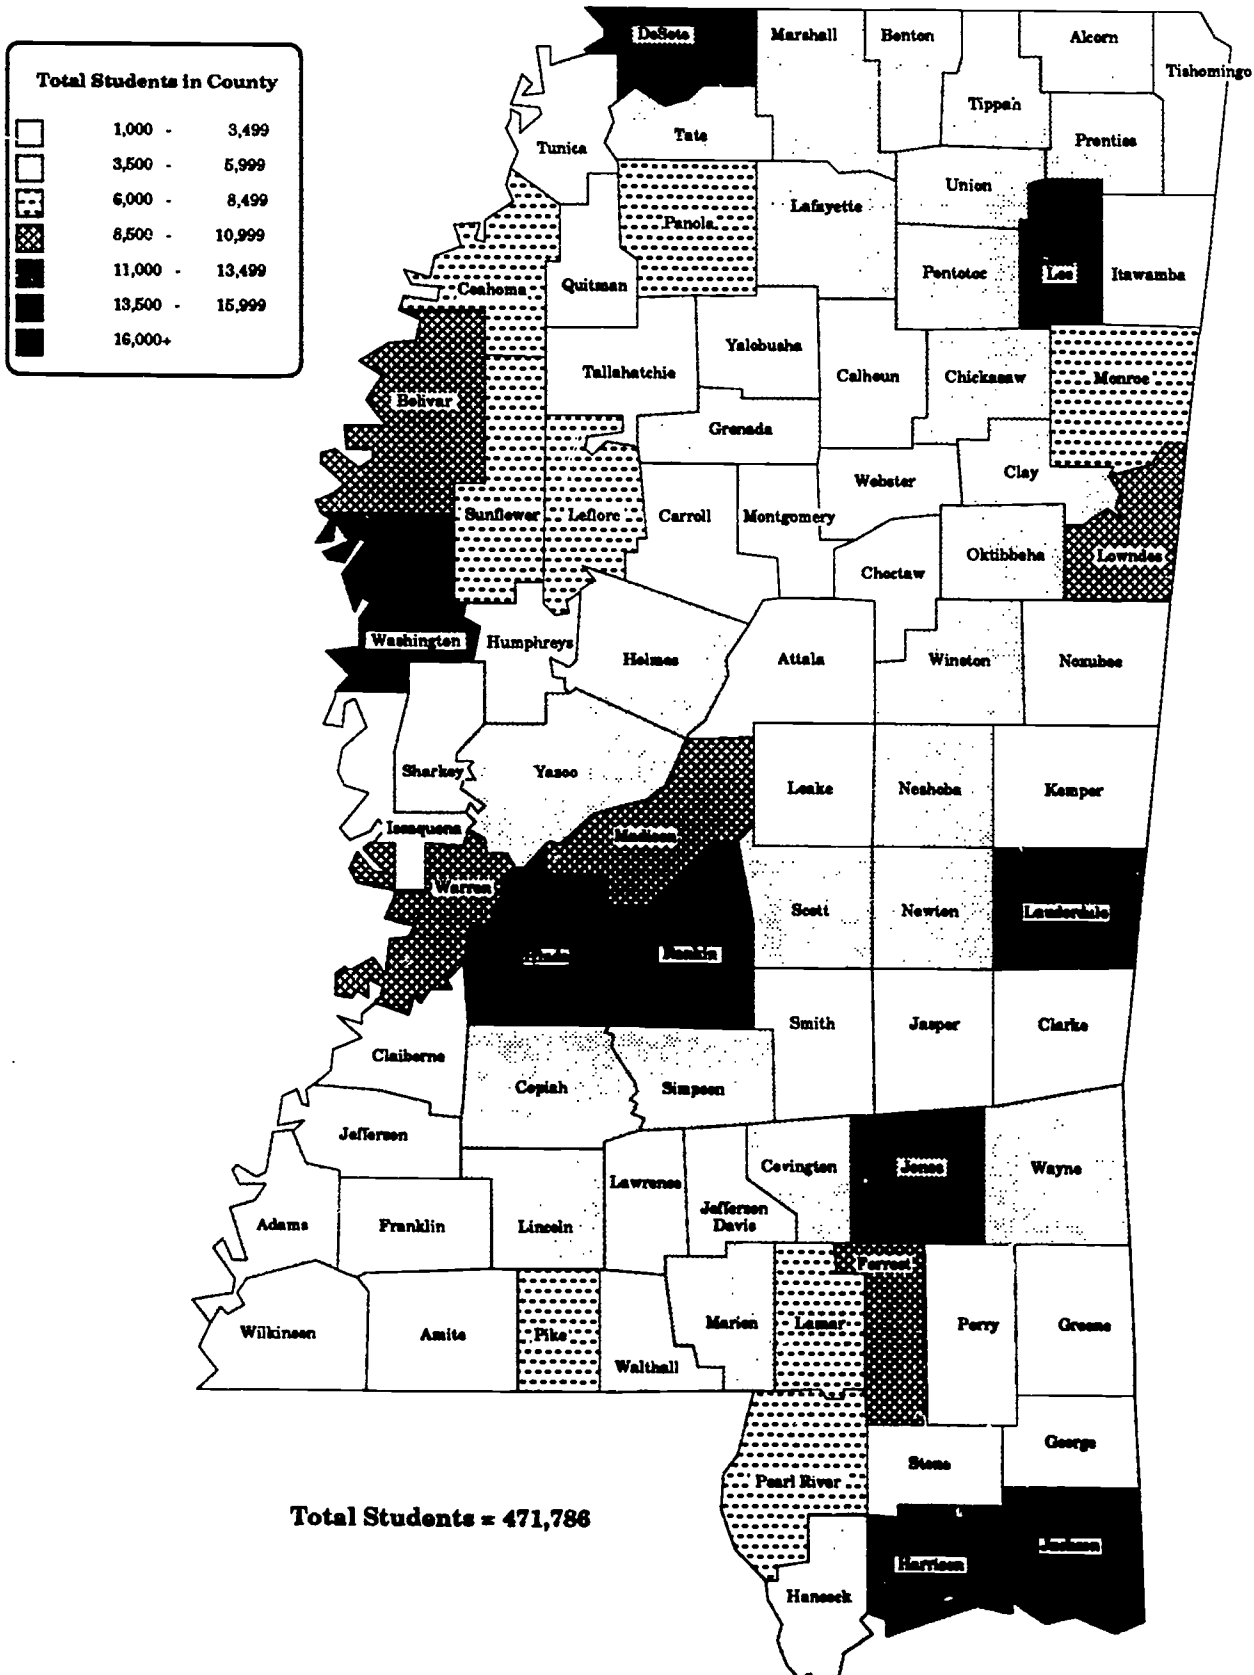 Total Students in County
1,000 - 3,499
3,500 - 5,999
6,000 - 8,499
8,500 - 10,999
11,000 - 13,499
13,500 - 15,999
16,000+
DeSoto
Marshall
Benton
Alcorn
Tishomingo
Tippah
Tate
Tunica
Prentiss
Union
Panola
Lafayette
Pontotoc
Lee
Itawamba
Coahoma
Quitman
Yalobusha
Tallahatchie
Calhoun
Chickasaw
Monroe
Bolivar
Grenada
Clay
Webster
Sunflower
Leflore
Carroll
Montgomery
Oktibbeha
Lowndes
Choctaw
Washington
Humphreys
Holmes
Attala
Winston
Noxubee
Sharkey
Yazoo
Leake
Neshoba
Kemper
Issaquena
Madison
Warren
Scott
Newton
Lauderdale
Hinds
Rankin
Smith
Jasper
Clarke
Claiborne
Copiah
Simpson
Jefferson
Covington
Jones
Wayne
Lawrence
Jefferson
Davis
Adams
Franklin
Lincoln
Forrest
Wilkinson
Amite
Pike
Walthall
Marion
Lamar
Perry
Greene
George
Stone
Pearl River
Total Students = 471,786
Harrison
Jackson
Hancock